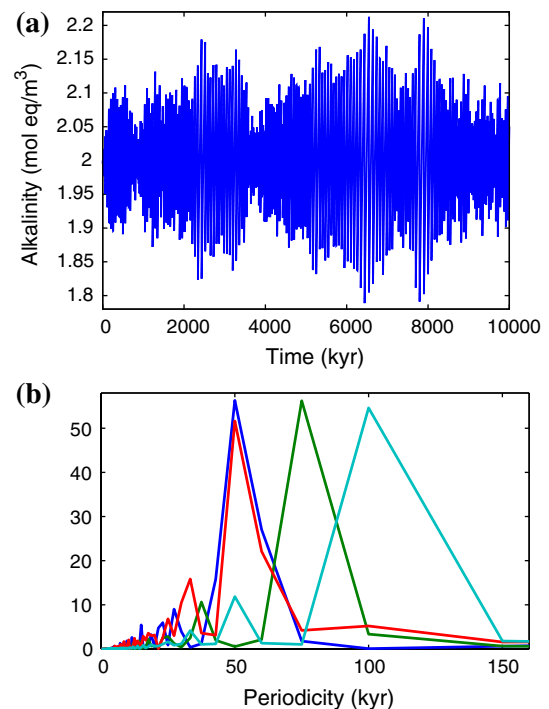 (a)
Alkalinity (mol eq/m³)
2.2
2.15
2.1
2.05
2
1.95
1.9
1.85
1.8
0 2000 4000 6000 8000 10000
Time (kyr)
(b)
50
40
30
20
10
0
0 50 100 150
Periodicity (kyr)